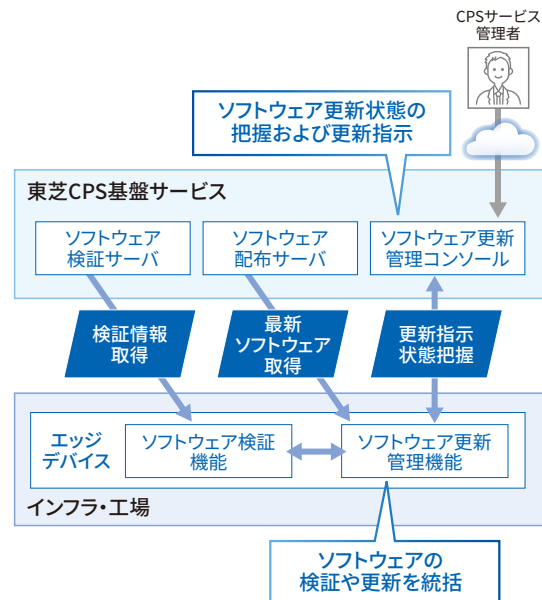 CPSサービス
管理者
ソフトウェア更新状態の
把握および更新指示
東芝CPS基盤サービス
ソフトウェア
検証サーバ
ソフトウェア
配布サーバ
ソフトウェア更新
管理コンソール
検証情報
取得
最新
ソフトウェア
取得
更新指示
状態把握
エッジ
デバイス
ソフトウェア検証
機能
ソフトウェア更新
管理機能
インフラ・工場
ソフトウェアの
検証や更新を統括